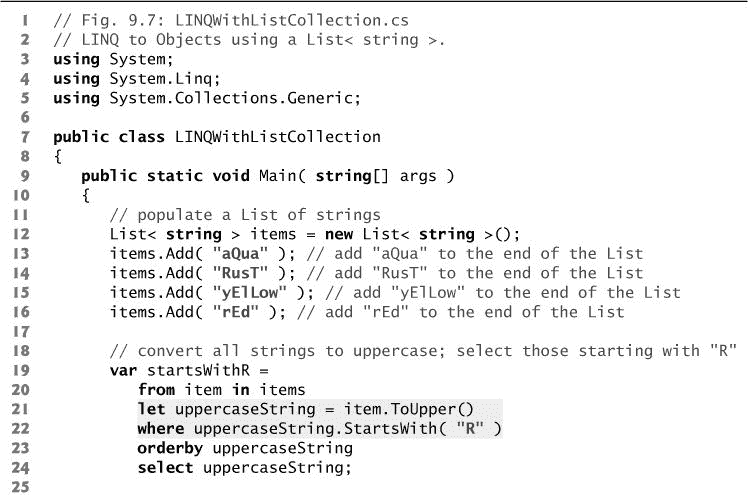 1 // Fig. 9.7: LINQWithListCollection.cs
2 // LINQ to Objects using a List< string >.
3 using System;
4 using System.Linq;
5 using System.Collections.Generic;
6
7 public class LINQWithListCollection
8 {
9    public static void Main( string[] args )
10    {
11       // populate a List of strings
12       List< string > items = new List< string >();
13       items.Add( "aQua" ); // add "aQua" to the end of the List
14       items.Add( "RusT" ); // add "RusT" to the end of the List
15       items.Add( "yElLow" ); // add "yElLow" to the end of the List
16       items.Add( "rEd" ); // add "rEd" to the end of the List
17
18       // convert all strings to uppercase; select those starting with "R"
19       var startsWithR =
20          from item in items
21          let uppercaseString = item.ToUpper()
22          where uppercaseString.StartsWith( "R" )
23          orderby uppercaseString
24          select uppercaseString;
25